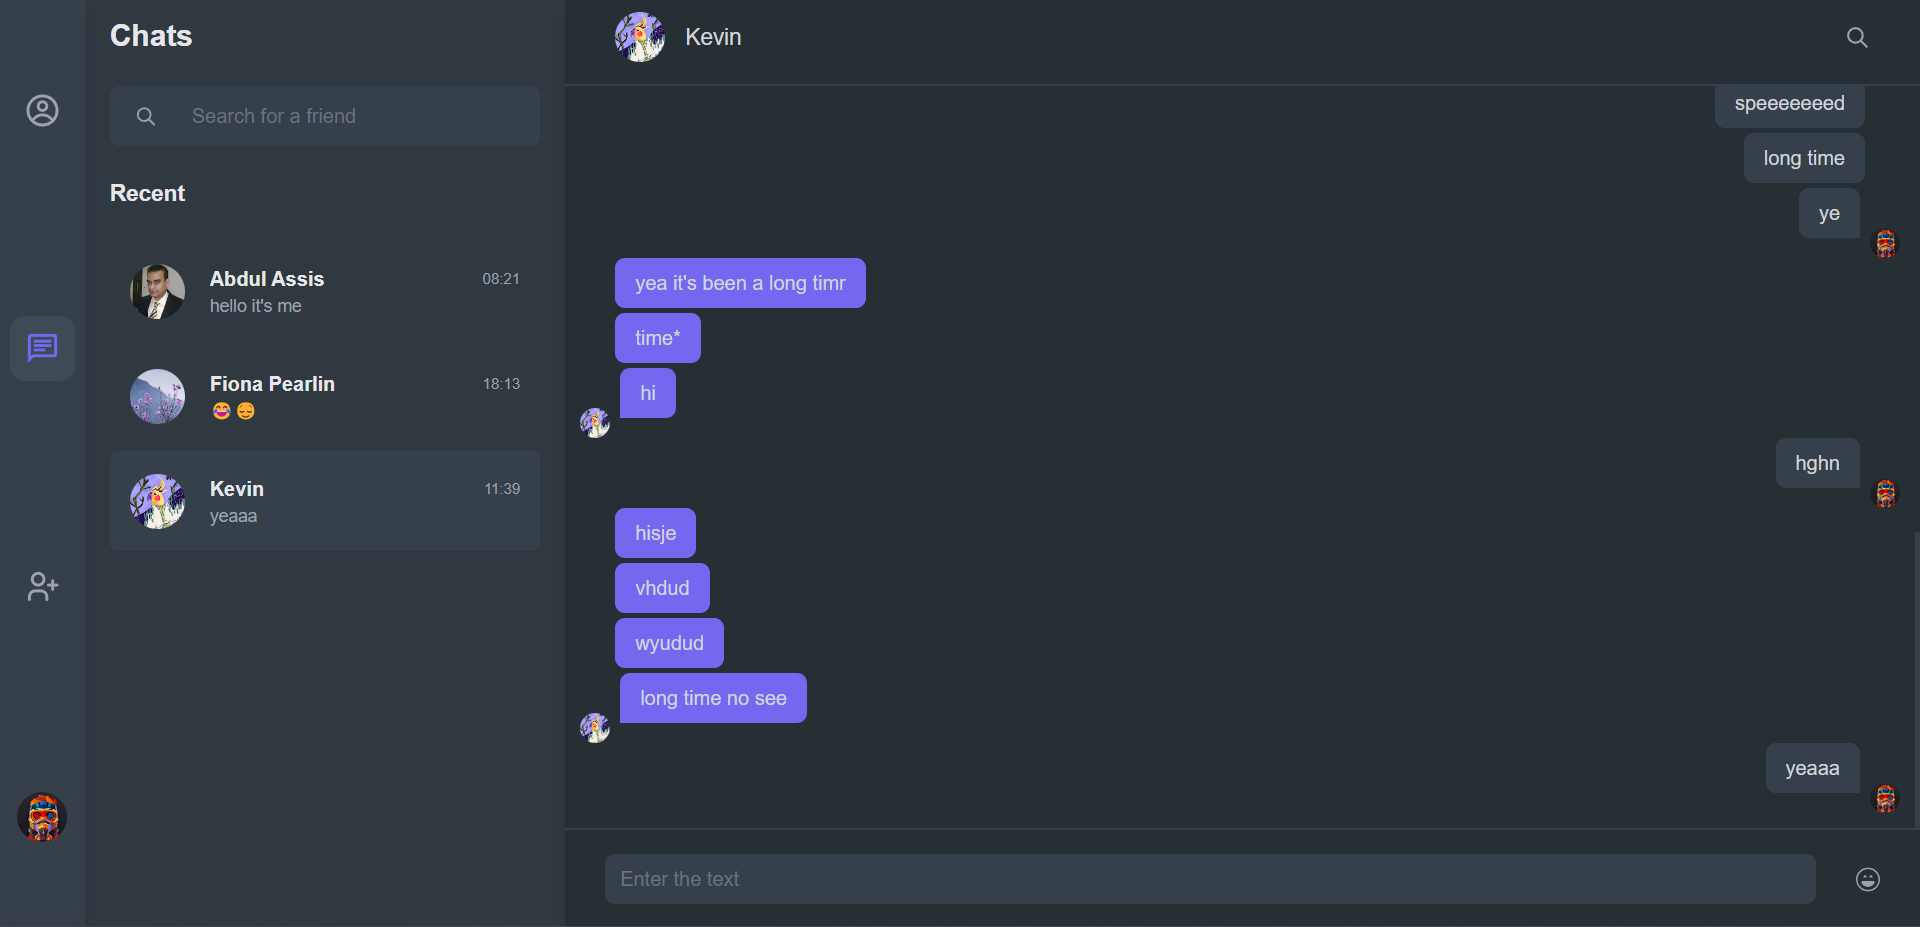 Chats
Search for a friend
Recent
Abdul Assis 08:21
hello it's me
Fiona Pearlin 18:13
😂 😌
Kevin 11:39
yeaaa
Kevin
speeeeeeed
long time
ye
yea it's been a long timr
time*
hi
hghn
hisje
vhdud
wyudud
long time no see
yeaaa
Enter the text